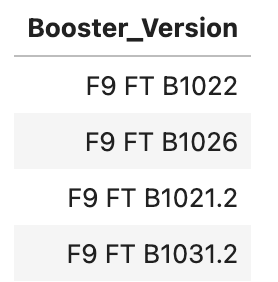 Booster_Version
F9 FT B1022
F9 FT B1026
F9 FT B1021.2
F9 FT B1031.2